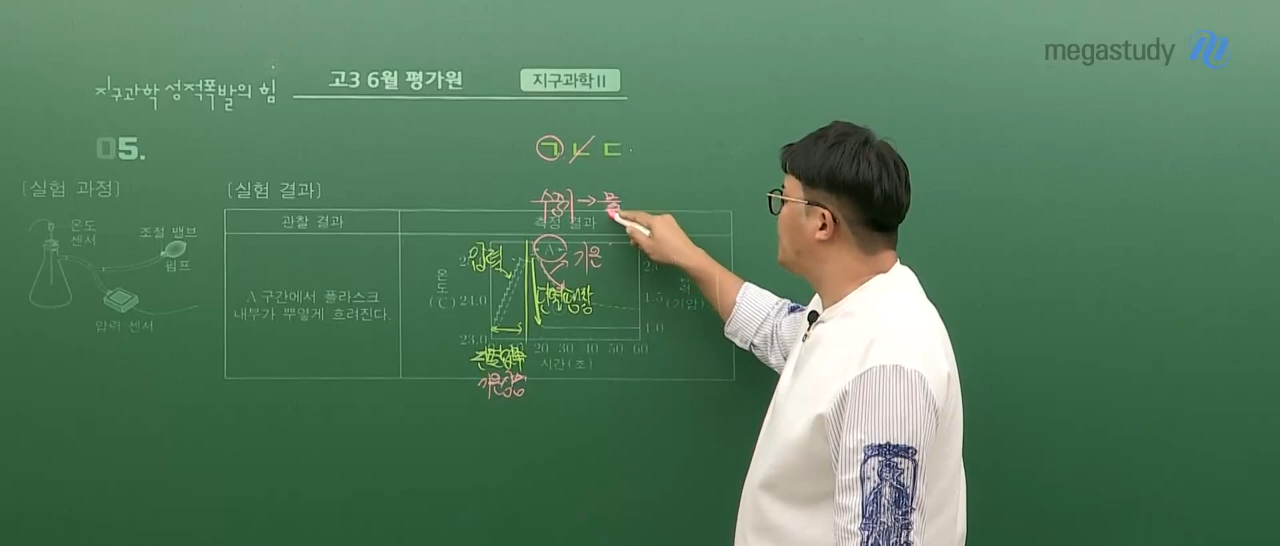 megastudy
지구과학 성적폭발의 힘
고3 6월 평가원
지구과학 II
05.
ㄱ ㄴ ㄷ
[실험 과정]
[실험 결과]
수증기 → 물
관찰 결과
측정 결과
온도
센서
조절 밸브
펌프
압력 센서
A 구간에서 플라스크
내부가 뿌옇게 흐려진다.
압력
A
기온
온
도
(℃)
24.0
23.0
단열팽창
1.5
(기압)
1.0
20 30 40 50 60
시간(초)
단열압축
기온상승